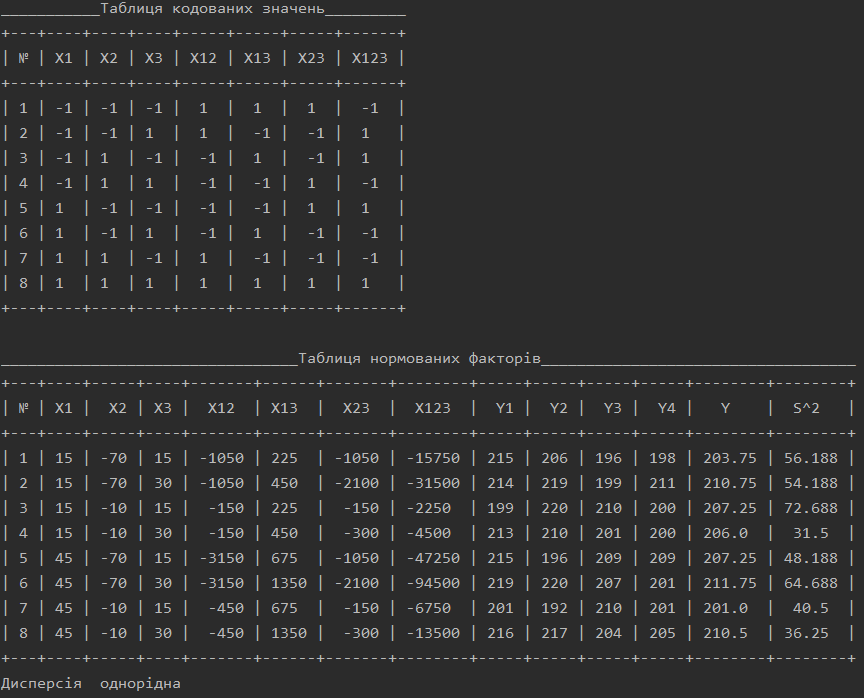 ___________Таблиця кодованих значень_________
+---+----+----+----+-----+-----+-----+------+
| № | X1 | X2 | X3 | X12 | X13 | X23 | X123 |
+---+----+----+----+-----+-----+-----+------+
| 1 | -1 | -1 | -1 |  1  |  1  |  1  |  -1  |
| 2 | -1 | -1 | 1  |  1  |  -1 |  -1 |  1   |
| 3 | -1 | 1  | -1 |  -1 |  1  |  -1 |  1   |
| 4 | -1 | 1  | 1  |  -1 |  -1 |  1  |  -1  |
| 5 | 1  | -1 | -1 |  -1 |  -1 |  1  |  1   |
| 6 | 1  | -1 | 1  |  -1 |  1  |  -1 |  -1  |
| 7 | 1  | 1  | -1 |  1  |  -1 |  -1 |  -1  |
| 8 | 1  | 1  | 1  |  1  |  1  |  1  |  1   |
+---+----+----+----+-----+-----+-----+------+
_________________________________Таблиця нормованих факторів___________________________________
+---+----+-----+----+-------+------+-------+--------+-----+-----+-----+-----+--------+--------+
| № | X1 |  X2 | X3 |  X12  | X13  |  X23  |  X123  |  Y1 |  Y2 |  Y3 |  Y4 |   Y    |  S^2   |
+---+----+-----+----+-------+------+-------+--------+-----+-----+-----+-----+--------+--------+
| 1 | 15 | -70 | 15 | -1050 | 225  | -1050 | -15750 | 215 | 206 | 196 | 198 | 203.75 | 56.188 |
| 2 | 15 | -70 | 30 | -1050 | 450  | -2100 | -31500 | 214 | 219 | 199 | 211 | 210.75 | 54.188 |
| 3 | 15 | -10 | 15 |  -150 | 225  |  -150 | -2250  | 199 | 220 | 210 | 200 | 207.25 | 72.688 |
| 4 | 15 | -10 | 30 |  -150 | 450  |  -300 | -4500  | 213 | 210 | 201 | 200 | 206.0  |  31.5  |
| 5 | 45 | -70 | 15 | -3150 | 675  | -1050 | -47250 | 215 | 196 | 209 | 209 | 207.25 | 48.188 |
| 6 | 45 | -70 | 30 | -3150 | 1350 | -2100 | -94500 | 219 | 220 | 207 | 201 | 211.75 | 64.688 |
| 7 | 45 | -10 | 15 |  -450 | 675  |  -150 | -6750  | 201 | 192 | 210 | 201 | 201.0  |  40.5  |
| 8 | 45 | -10 | 30 |  -450 | 1350 |  -300 | -13500 | 216 | 217 | 204 | 205 | 210.5  | 36.25  |
+---+----+-----+----+-------+------+-------+--------+-----+-----+-----+-----+--------+--------+
Дисперсія  однорідна